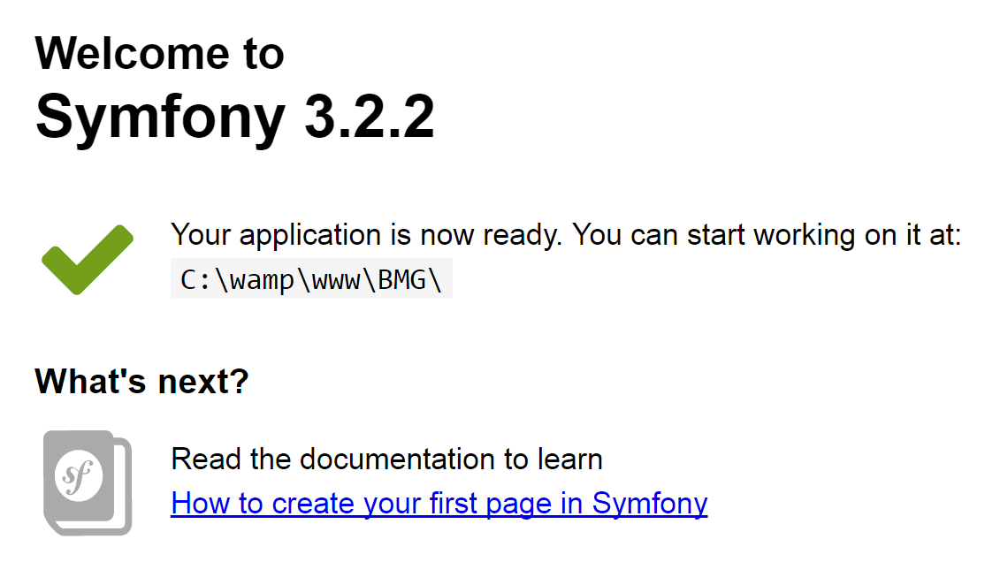 Welcome to
Symfony 3.2.2
Your application is now ready. You can start working on it at:
C:\wamp\www\BMG\
What's next?
sf
Read the documentation to learn
How to create your first page in Symfony